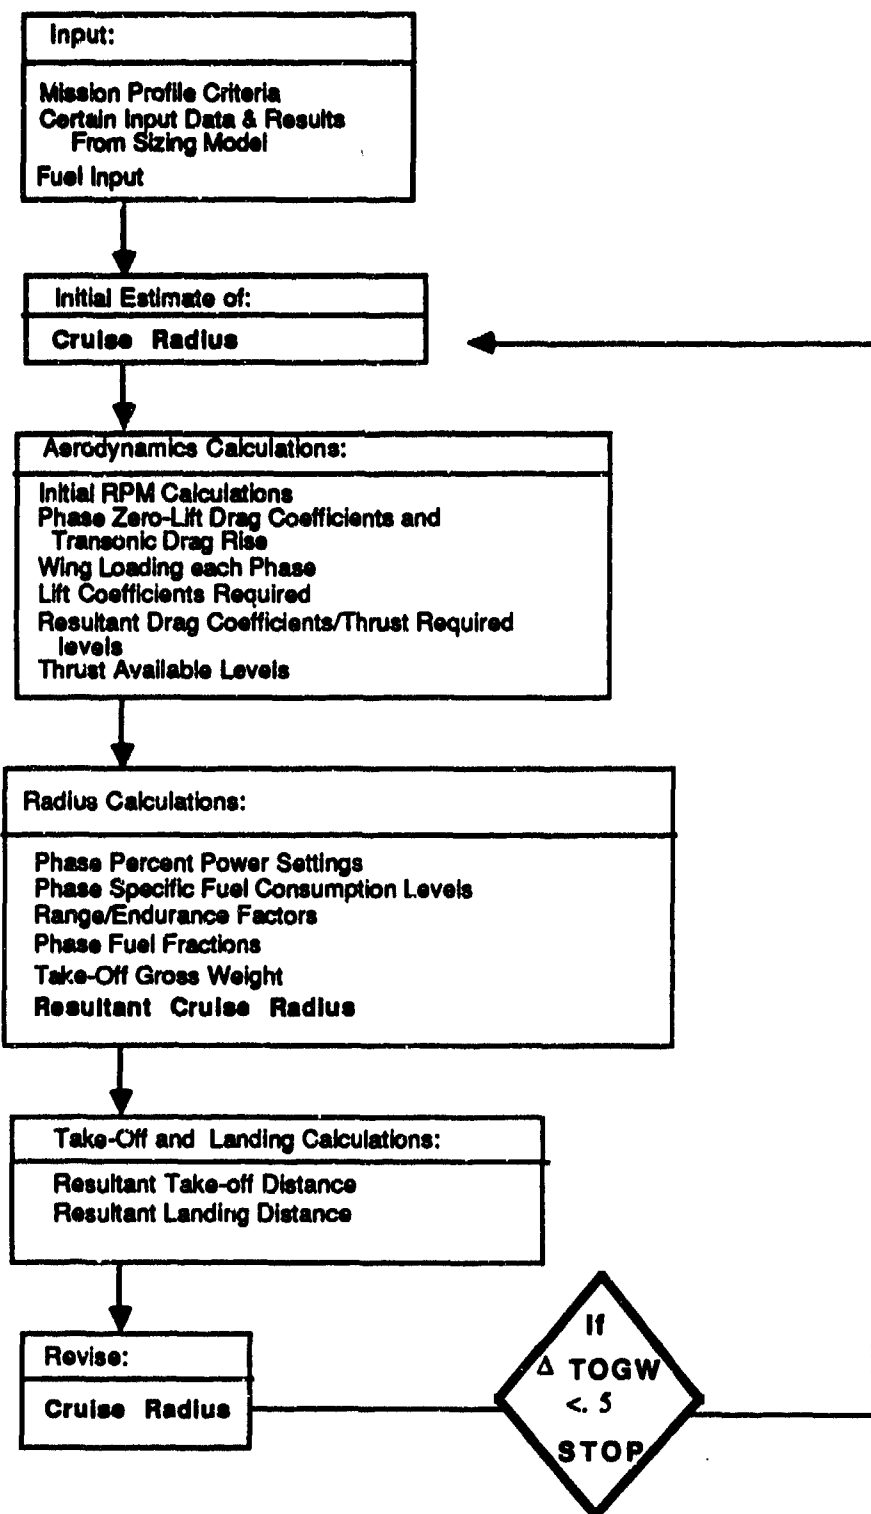 Input:
Mission Profile Criteria
Certain Input Data & Results
From Sizing Model
Fuel Input
Initial Estimate of:
Cruise Radius
Aerodynamics Calculations:
Initial RPM Calculations
Phase Zero-Lift Drag Coefficients and
Transonic Drag Rise
Wing Loading each Phase
Lift Coefficients Required
Resultant Drag Coefficients/Thrust Required
levels
Thrust Available Levels
Radius Calculations:
Phase Percent Power Settings
Phase Specific Fuel Consumption Levels
Range/Endurance Factors
Phase Fuel Fractions
Take-Off Gross Weight
Resultant Cruise Radius
Take-Off and Landing Calculations:
Resultant Take-off Distance
Resultant Landing Distance
Revise:
Cruise Radius
If
Δ TOGW
<. 5
STOP